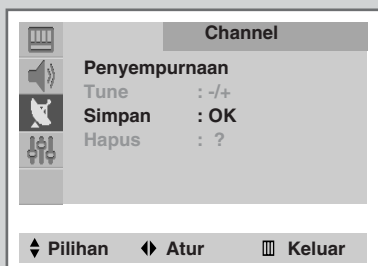 Channel
Penyempurnaan
Tune : -/+
Simpan : OK
Hapus : ?
Pilihan Atur Keluar